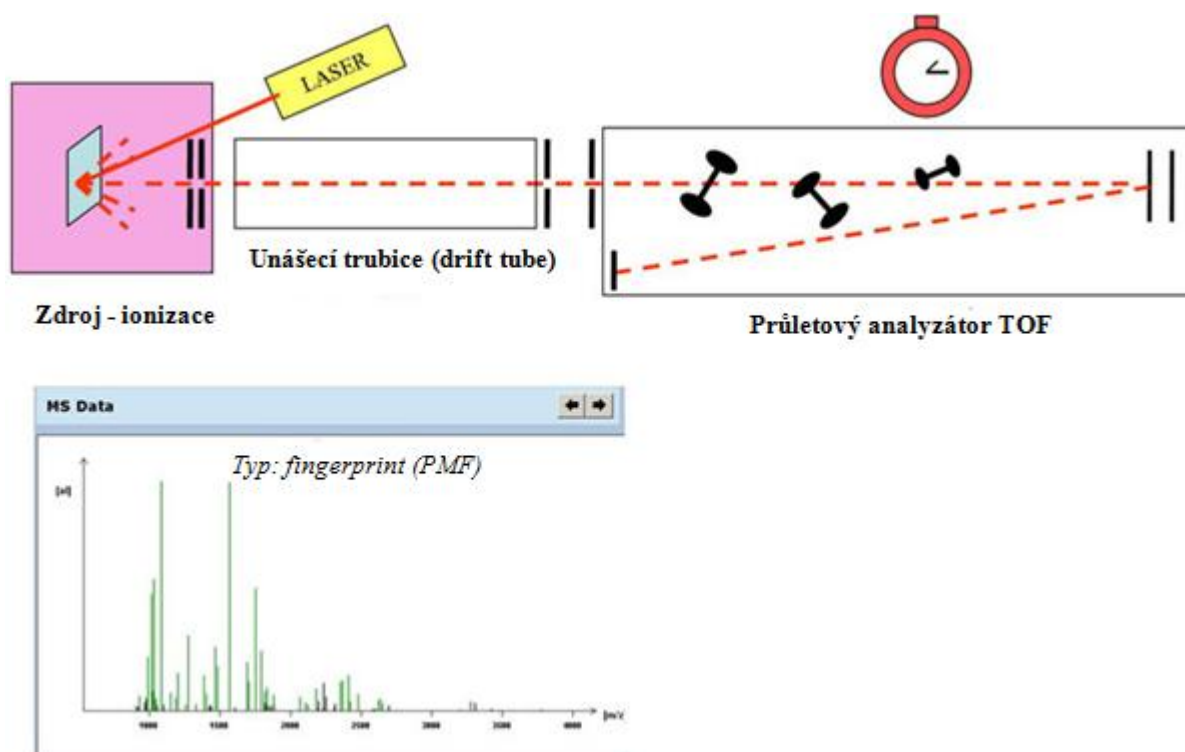 LASER
Unášecí trubice (drift tube)
Zdroj - ionizace
Průletový analyzátor TOF
MS Data
Typ: fingerprint (PMF)
1000 1500 2000 2500 3000 3500 4000